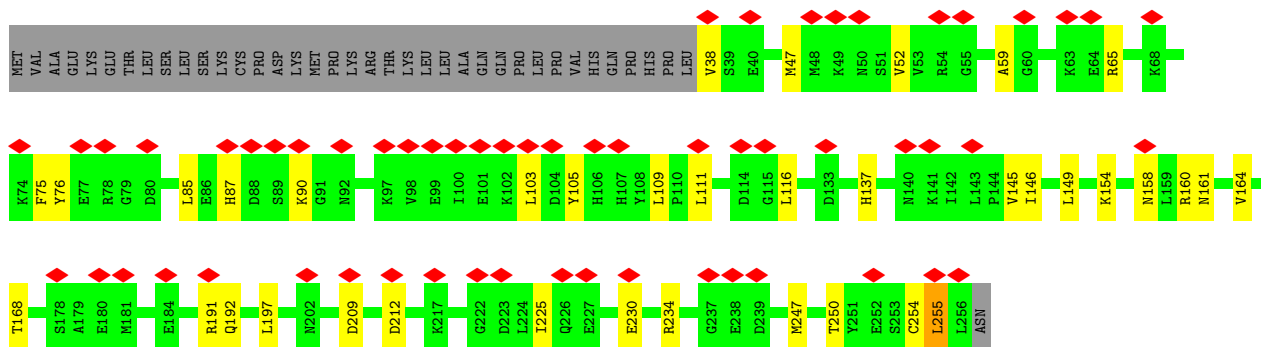 MET VAL ALA GLU LYS GLU THR LEU SER LEU SER LYS CYS PRO ASP LYS MET PRO LYS ARG THR LYS LEU LEU ALA GLN GLN PRO LEU PRO VAL HIS GLN PRO HIS PRO LEU V38 S39 E40 M47 M48 K49 N50 S51 V52 V53 R54 G55 A59 G60 K63 E64 R65 K68
K74 F75 Y76 E77 R78 G79 D80 L85 E86 H87 D88 S89 K90 G91 N92 K97 V98 E99 I100 E101 K102 L103 D104 Y105 H106 H107 Y108 L109 P110 L111 D114 G115 L116 D133 H137 N140 K141 I142 L143 P144 V145 I146 L149 K154 N158 L159 R160 N161 V164
T168 S178 A179 E180 M181 E184 R191 Q192 L197 N202 D209 D212 K217 G222 D223 L224 I225 Q226 E227 E230 R234 G237 E238 D239 M247 T250 Y251 E252 S253 C254 L255 L256 ASN